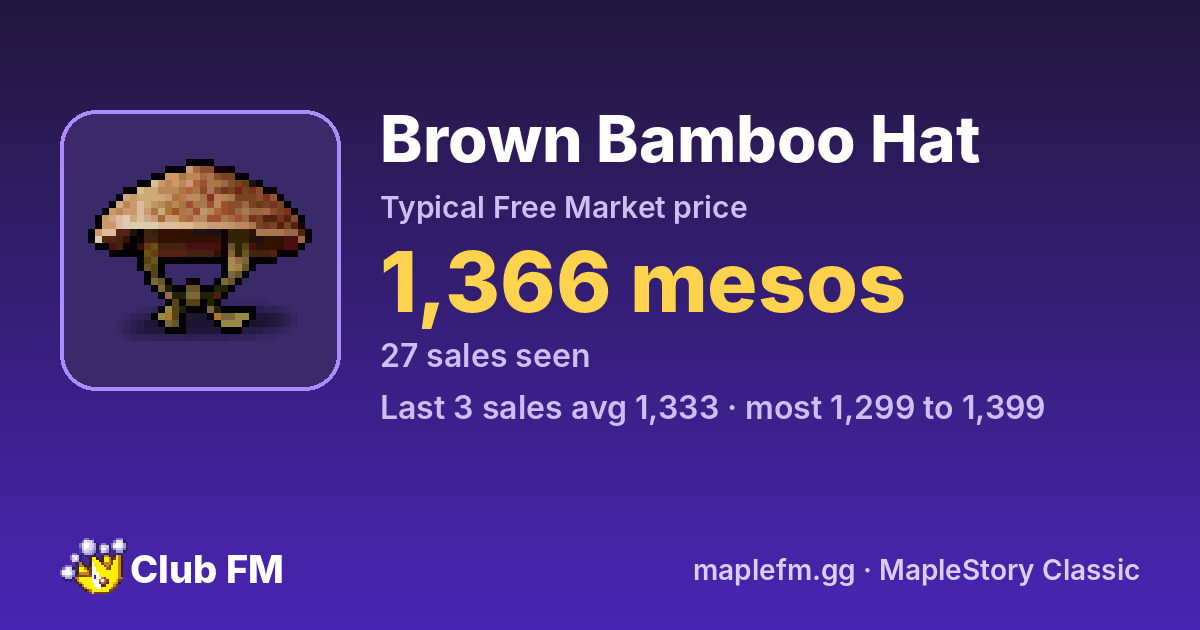 Brown Bamboo Hat
Typical Free Market price
1,366 mesos
27 sales seen
Last 3 sales avg 1,333 · most 1,299 to 1,399
Club FM
maplefm.gg · MapleStory Classic